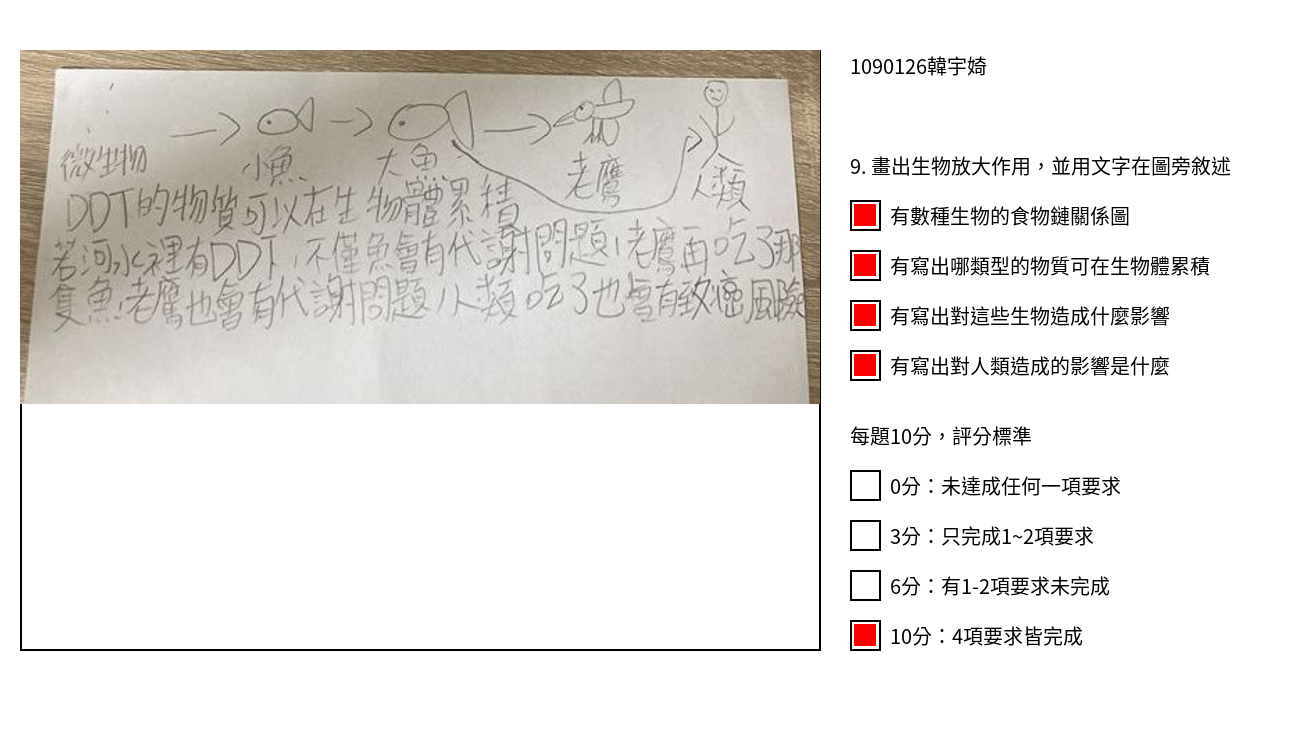 微生物
小魚
大魚
老鷹
人類
DDT的物質可以在生物體累積
若河水裡有DDT,不僅魚會有代謝問題,老鷹再吃了那
隻魚,老鷹也會有代謝問題,人類吃了也會有致癌風險
1090126韓宇婍
9. 畫出生物放大作用，並用文字在圖旁敘述
有數種生物的食物鏈關係圖
有寫出哪類型的物質可在生物體累積
有寫出對這些生物造成什麼影響
有寫出對人類造成的影響是什麼
每題10分，評分標準
0分：未達成任何一項要求
3分：只完成1~2項要求
6分：有1-2項要求未完成
10分：4項要求皆完成